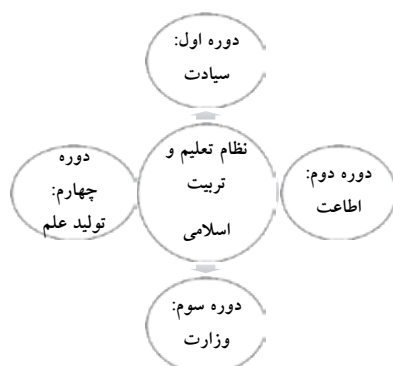 دوره اول:
سیادت
نظام تعلیم و
تربیت
اسلامی
دوره دوم:
اطاعت
دوره سوم:
وزارت
دوره
چهارم:
تولید علم